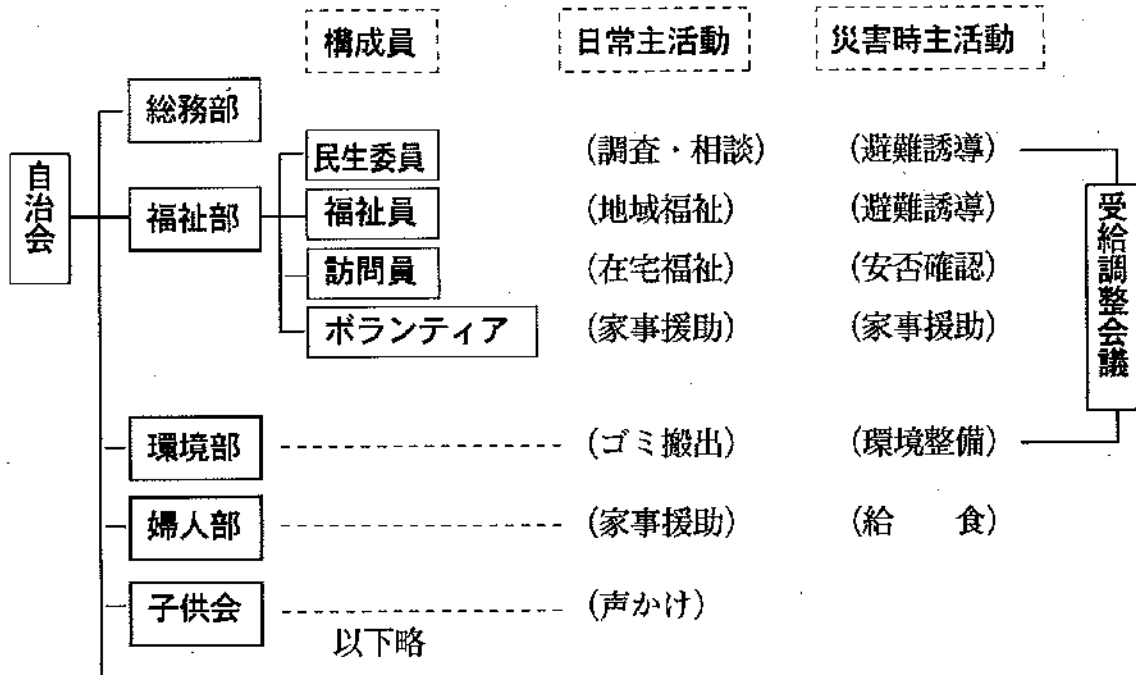 構成員 日常主活動 災害時主活動
総務部
民生委員 (調査・相談) (避難誘導)
自治会
福祉部 福祉員 (地域福祉) (避難誘導)
受給調整会議
訪問員 (在宅福祉) (安否確認)
ボランティア (家事援助) (家事援助)
環境部 (ゴミ搬出) (環境整備)
婦人部 (家事援助) (給 食)
子供会 (声かけ)
以下略